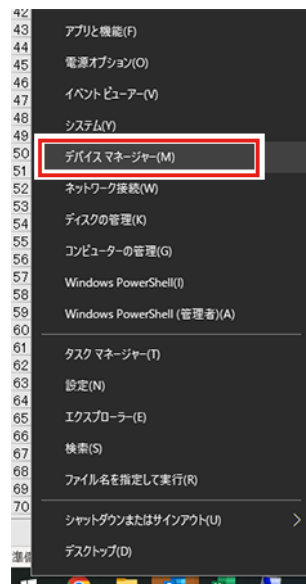 42
43
44
45
46
47
48
49
50
51
52
53
54
55
56
57
58
59
60
61
62
63
64
65
66
67
68
69
70
アプリと機能(F)
電源オプション(O)
イベント ビューアー(V)
システム(Y)
デバイス マネージャー(M)
ネットワーク接続(W)
ディスクの管理(K)
コンピューターの管理(G)
Windows PowerShell(I)
Windows PowerShell (管理者)(A)
タスク マネージャー(T)
設定(N)
エクスプローラー(E)
検索(S)
ファイル名を指定して実行(R)
シャットダウンまたはサインアウト(U)
デスクトップ(D)